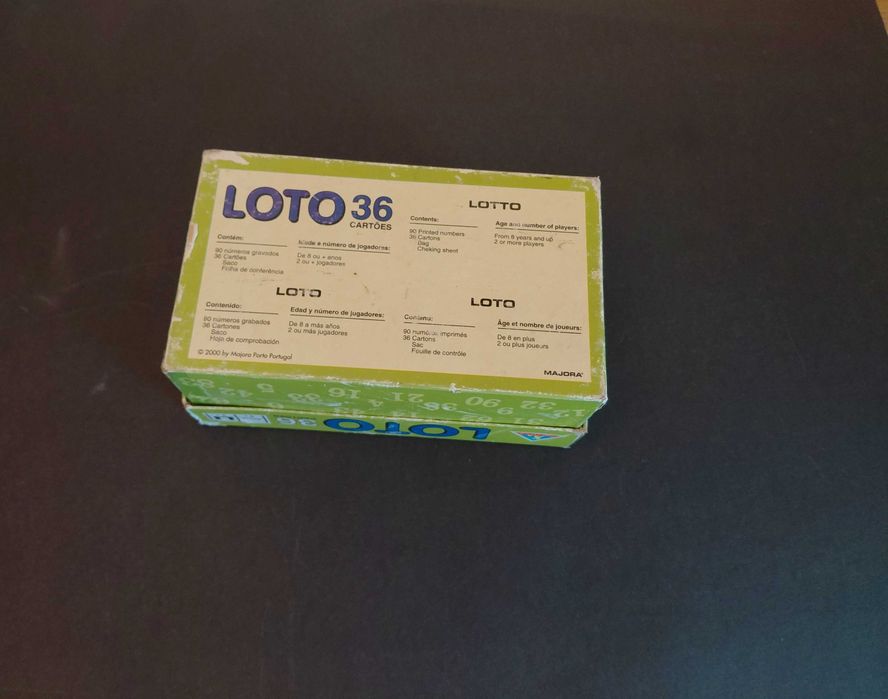 LOTO 36
CARTÕES
Contém:
90 números gravados
36 Cartões
Saco
Folha de conferência
Idade e número de jogadores:
De 8 ou + anos
2 ou + jogadores
LOTTO
Contents:
90 Printed numbers
36 Cartons
Bag
Cheking sheet
Age and number of players:
From 8 years and up
2 or more players
LOTO
Contenido:
90 números grabados
36 Cartones
Saco
Hoja de comprobación
Edad y número de jugadores:
De 8 a más años
2 ou más jugadores
© 2000 by Majora Porto Portugal
LOTO
Contenu:
90 numéros imprimés
36 Cartons
Sac
Fouille de contrôle
Âge et nombre de joueurs:
De 8 en plus
2 ou plus joueurs
MAJORA
LOTO 36